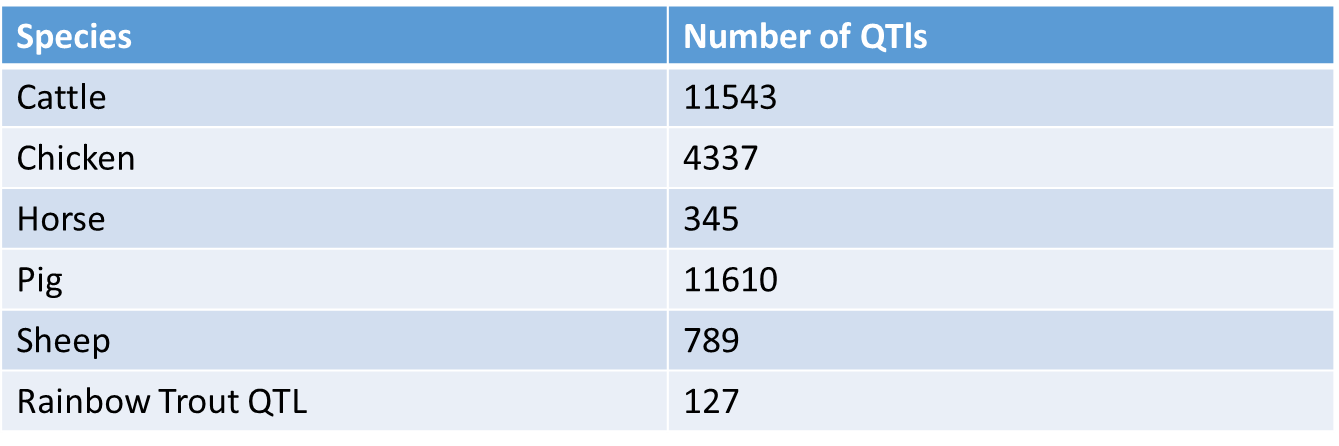 Species Number of QTls
Cattle 11543
Chicken 4337
Horse 345
Pig 11610
Sheep 789
Rainbow Trout QTL 127